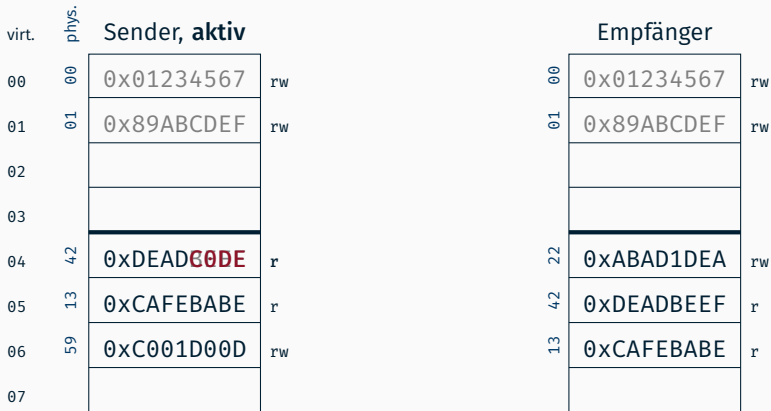 virt. phys. Sender, aktiv Empfänger
00 00 0x01234567 rw 00 0x01234567 rw
01 01 0x89ABCDEF rw 01 0x89ABCDEF rw
02
03
04 42 0xDEADC0DE r 22 0xABAD1DEA rw
05 13 0xCAFEBABE r 42 0xDEADBEEF r
06 59 0xC001D00D rw 13 0xCAFEBABE r
07